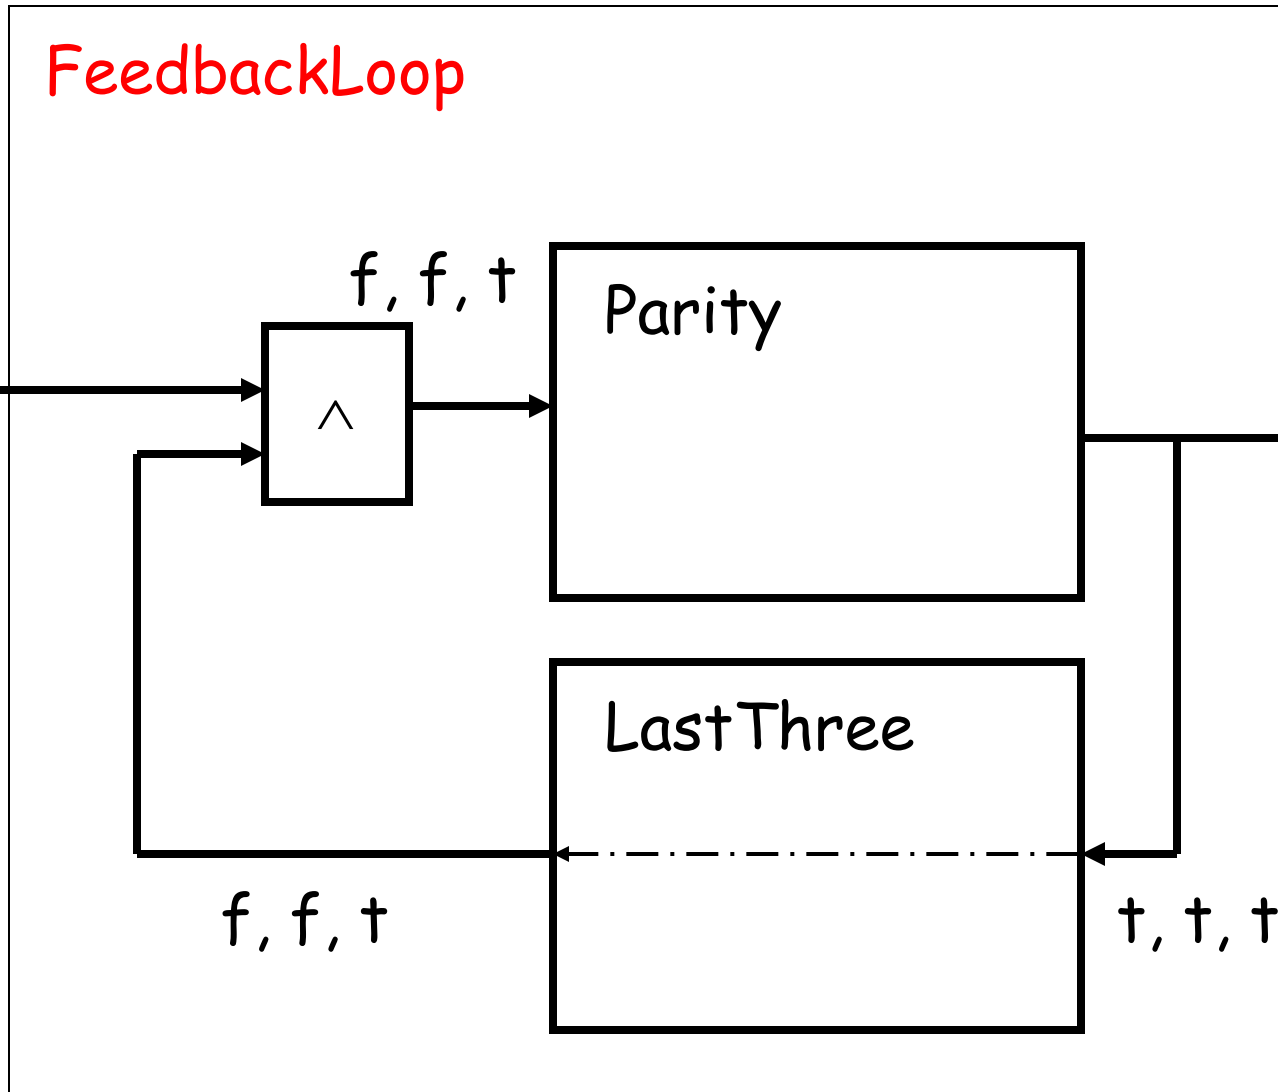 FeedbackLoop
f, f, t
Parity
∧
LastThree
f, f, t
t, t, t